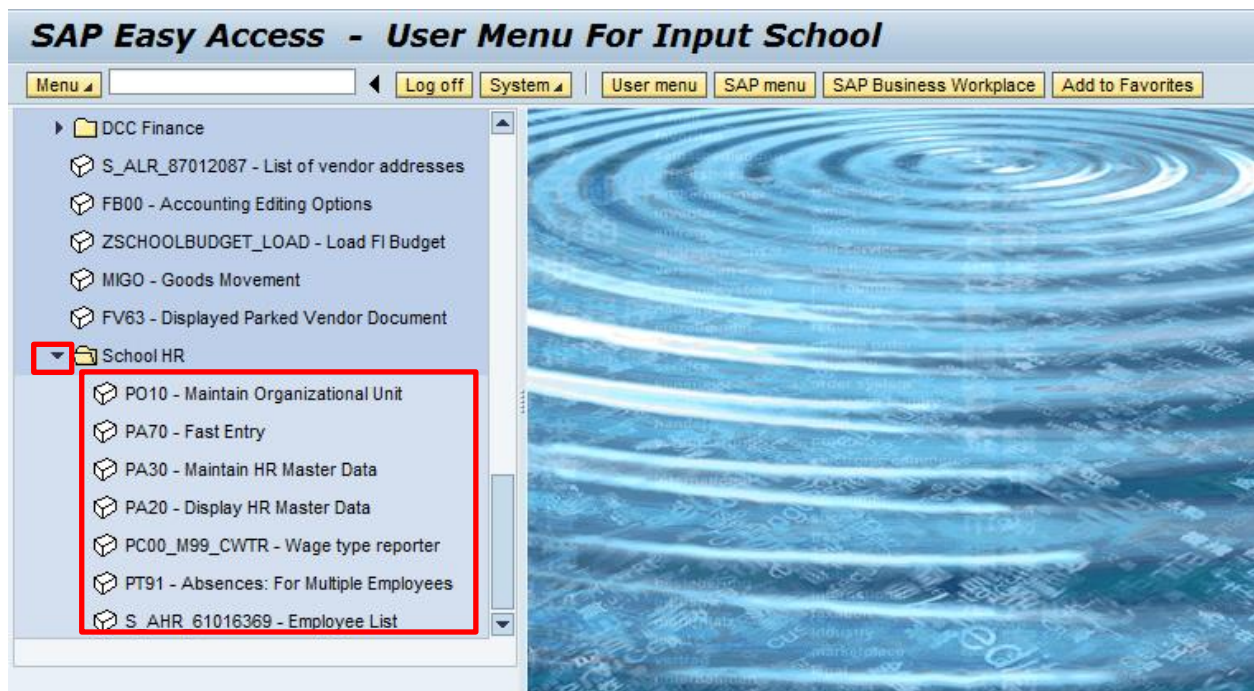 SAP Easy Access - User Menu For Input School
Menu Log off System User menu SAP menu SAP Business Workplace Add to Favorites
DCC Finance
S_ALR_87012087 - List of vendor addresses
FB00 - Accounting Editing Options
ZSCHOOLBUDGET_LOAD - Load FI Budget
MIGO - Goods Movement
FV63 - Displayed Parked Vendor Document
School HR
PO10 - Maintain Organizational Unit
PA70 - Fast Entry
PA30 - Maintain HR Master Data
PA20 - Display HR Master Data
PC00_M99_CWTR - Wage type reporter
PT91 - Absences: For Multiple Employees
S_AHR_61016369 - Employee List